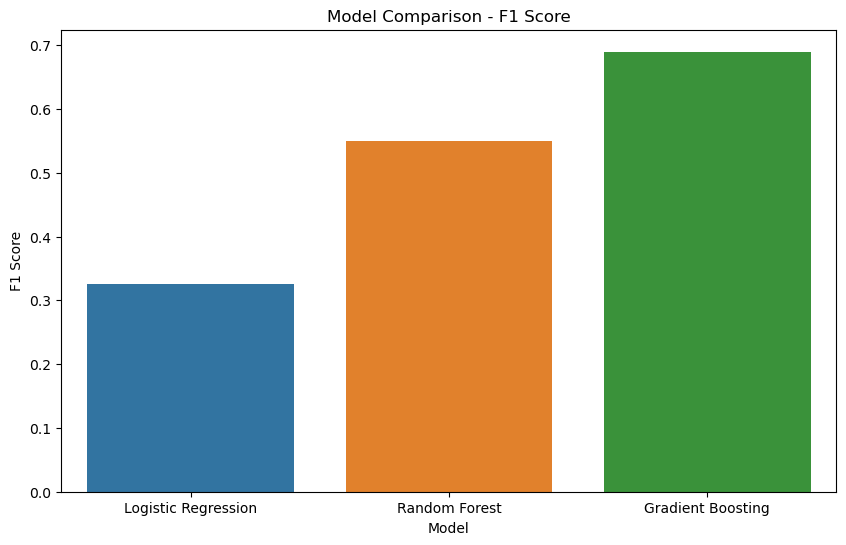 Model Comparison - F1 Score
0.7
0.6
0.5
0.4
0.3
0.2
0.1
0.0
F1 Score
Logistic Regression
Random Forest
Gradient Boosting
Model